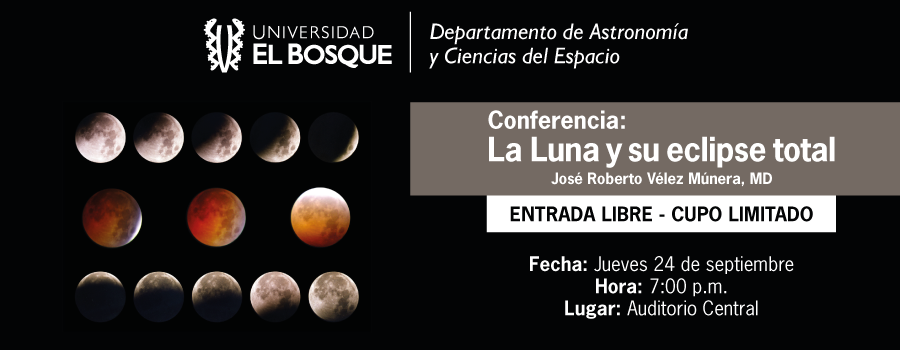 UNIVERSIDAD
EL BOSQUE
Departamento de Astronomía
y Ciencias del Espacio
Conferencia:
La Luna y su eclipse total
José Roberto Vélez Múnera, MD
ENTRADA LIBRE - CUPO LIMITADO
Fecha: Jueves 24 de septiembre
Hora: 7:00 p.m.
Lugar: Auditorio Central